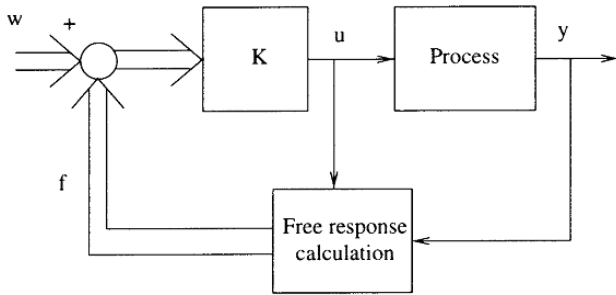 w
+
K
u
Process
y
f
Free response
calculation